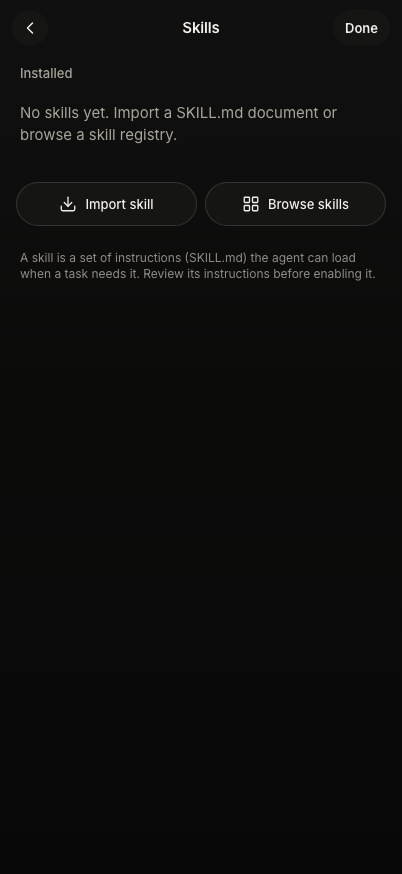 Skills
Done
Installed
No skills yet. Import a SKILL.md document or
browse a skill registry.
Import skill
Browse skills
A skill is a set of instructions (SKILL.md) the agent can load
when a task needs it. Review its instructions before enabling it.